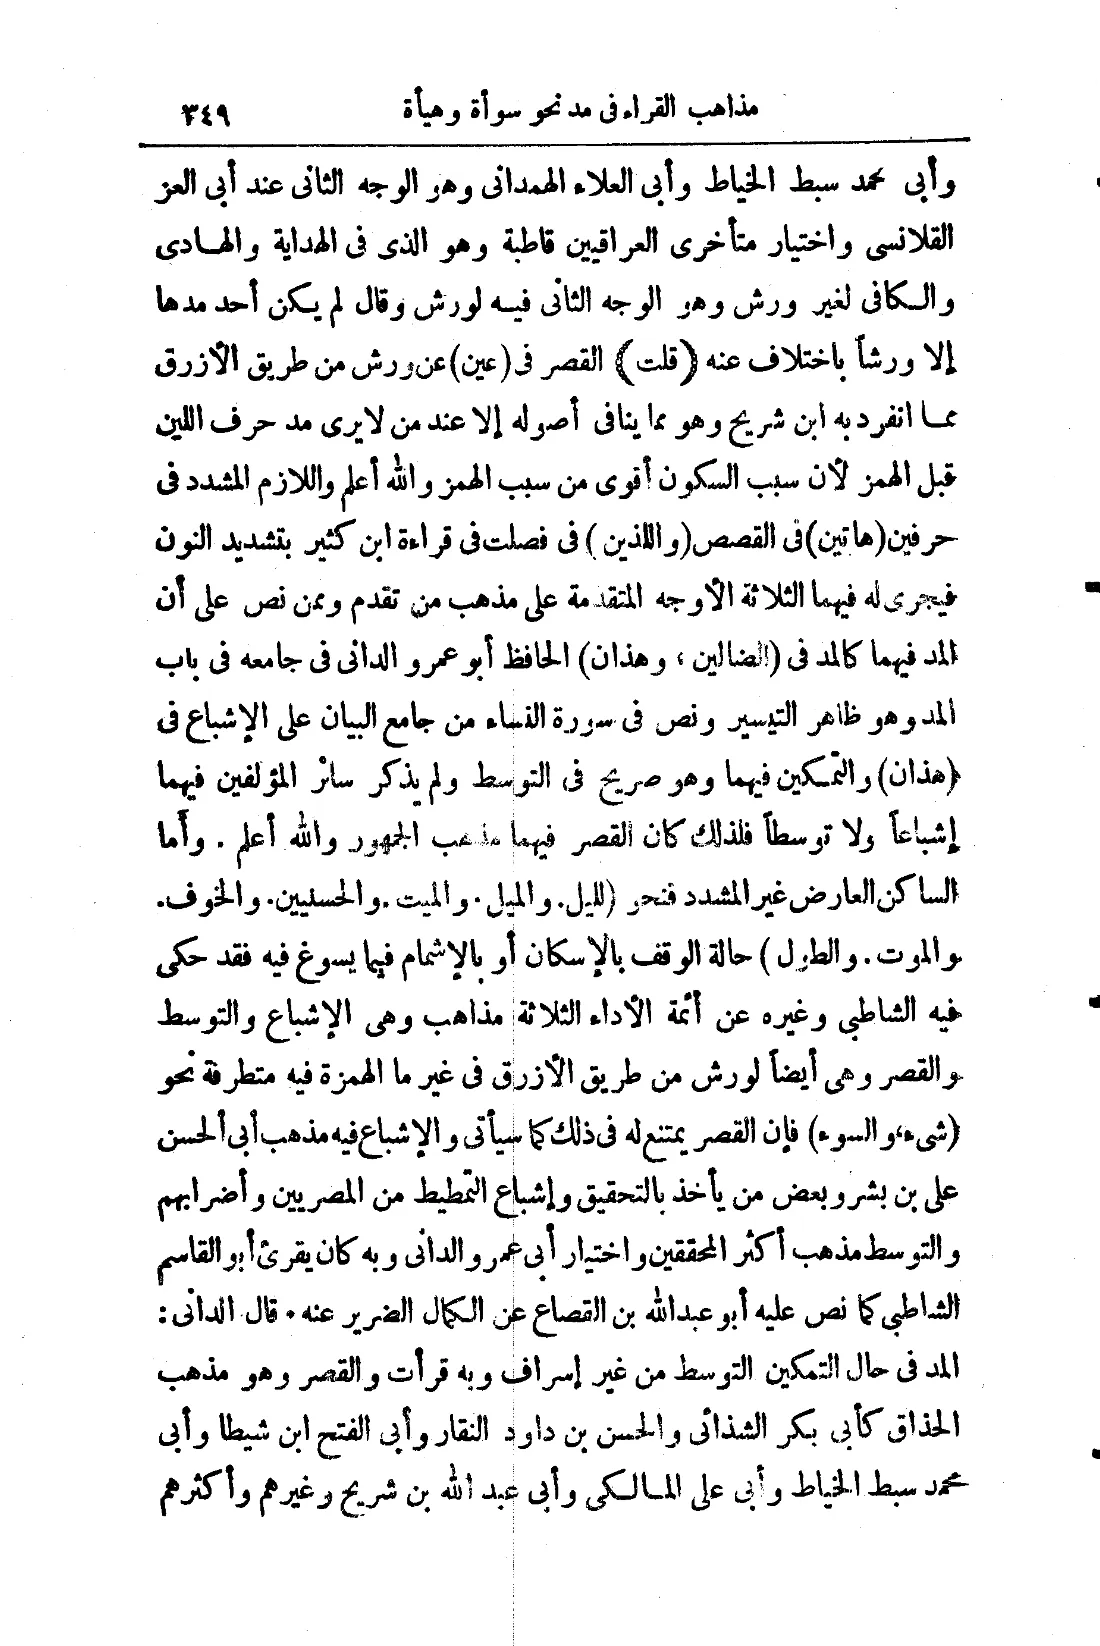 مذاهب القراء فى مد نحو سوأة وهيأة ٣٤٩
وأبى محمد سبط الخياط وأبى العلاء الهمدانى وهو الوجه الثانى عند أبى العز
القلانسى واختيار متأخرى العراقيين قاطبة وهو الذى فى الهداية والهادى
والكافى لغير ورش وهو الوجه الثانى فيه لورش وقال لم يكن أحد مدها
إلا ورشاً باختلاف عنه (قلت) القصر فى (عين) عن ورش من طريق الأزرق
مما انفرد به ابن شريح وهو مما ينافى أصوله إلا عند من لايرى مد حرف اللين
قبل الهمز لأن سبب السكون أقوى من سبب الهمز والله أعلم واللازم المشدد فى
حرفين (هاتين) فى القصص (واللذين) فى فصلت فى قراءة ابن كثير بتشديد النون
فيجرى له فيهما الثلاثة الأوجه المتقدمة على مذهب من تقدم وممن نص على أن
المد فيهما كالمد فى (الضالين ، وهذان) الحافظ أبو عمرو الدانى فى جامعه فى باب
المد وهو ظاهر التيسير ونص فى سورة النساء من جامع البيان على الإشباع فى
(هذان) والتمكين فيهما وهو صريح فى التوسط ولم يذكر سائر المؤلفين فيهما
إشباعاً ولا توسطاً فلذلك كان القصر فيهما مذهب الجمهور والله أعلم . وأما
الساكن العارض غير المشدد فنحو (لليل. والميل. والميت. والحسنيين. والخوف.
والموت. والطول) حالة الوقف بالإسكان أو بالإشمام فيما يسوغ فيه فقد حكى
فيه الشاطبى وغيره عن أئمة الأداء الثلاثة مذاهب وهى الإشباع والتوسط
والقصر وهى أيضاً لورش من طريق الأزرق فى غير ما الهمزة فيه متطرفة نحو
(شىء، والسوء) فإن القصر يمتنع له فى ذلك كما سيأتى والإشباع فيه مذهب أبى الحسن
على بن بشر وبعض من يأخذ بالتحقيق وإشباع التمطيط من المصريين وأضرابهم
والتوسط مذهب أكثر المحققين واختيار أبى عمرو الدانى وبه كان يقرئ أبو القاسم
الشاطبى كما نص عليه أبو عبدالله بن القصاع عن الكمال الضرير عنه . قال الدانى :
المد فى حال التمكين التوسط من غير إسراف وبه قرأت والقصر وهو مذهب
الحذاق كأبى بكر الشذائى والحسن بن داود النقار وأبى الفتح ابن شيطا وأبى
محمد سبط الخياط وأبى على المالكى وأبى عبد الله بن شريح وغيرهم وأكثرهم